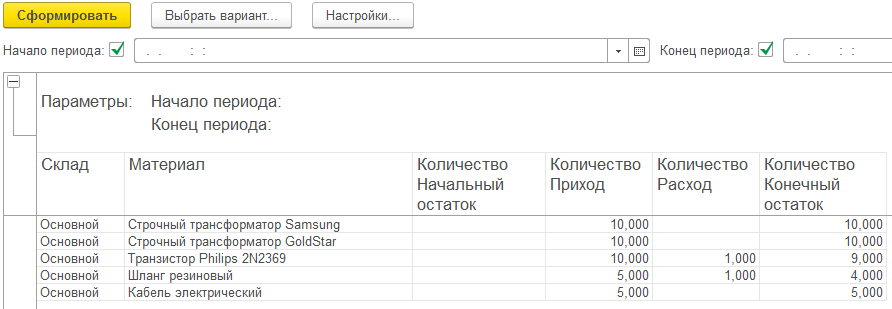 Сформировать Выбрать вариант... Настройки...
Начало периода: . . : : Конец периода: . . : :
Параметры: Начало периода:
Конец периода:
Склад Материал Количество Количество Количество Количество
Начальный Приход Расход Конечный
остаток остаток
Основной Строчный трансформатор Samsung 10,000 10,000
Основной Строчный трансформатор GoldStar 10,000 10,000
Основной Транзистор Philips 2N2369 10,000 1,000 9,000
Основной Шланг резиновый 5,000 1,000 4,000
Основной Кабель электрический 5,000 5,000